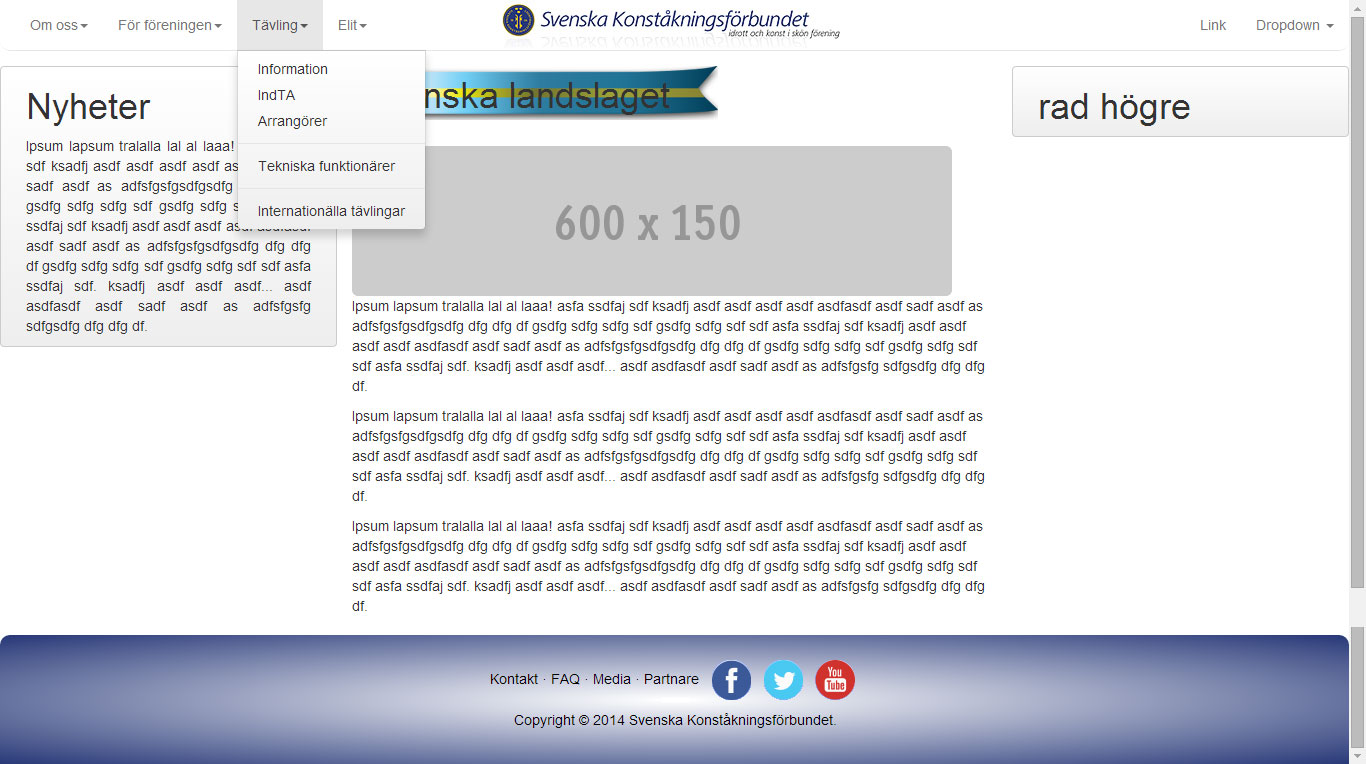 Om oss För föreningen Tävling Elit Svenska Konståkningsförbundet Link Dropdown
idrott och konst i skön förening
Information
IndTA
Arrangörer
Tekniska funktionärer
Internationälla tävlingar
Nyheter
Ipsum lapsum tralalla lal al laaa!
sdf ksadfj asdf asdf asdf asdf
sadf asdf as adfsfgsfgsdfgsdfg
gsdfg sdfg sdfg sdf gsdfg sdfg
ssdfaj sdf ksadfj asdf asdf asdf asdf asdfasdf
asdf sadf asdf as adfsfgsfgsdfgsdfg dfg dfg
df gsdfg sdfg sdfg sdf gsdfg sdfg sdf sdf asfa
ssdfaj sdf. ksadfj asdf asdf asdf... asdf
asdfasdf asdf sadf asdf as adfsfgsfg
sdfgsdfg dfg dfg df.
landslaget
600 x 150
Ipsum lapsum tralalla lal al laaa! asfa ssdfaj sdf ksadfj asdf asdf asdf asdf asdfasdf asdf sadf asdf as
adfsfgsfgsdfgsdfg dfg dfg df gsdfg sdfg sdfg sdf gsdfg sdfg sdf sdf asfa ssdfaj sdf ksadfj asdf asdf
asdf asdf asdfasdf asdf sadf asdf as adfsfgsfgsdfgsdfg dfg dfg df gsdfg sdfg sdfg sdf gsdfg sdfg sdf
sdf asfa ssdfaj sdf. ksadfj asdf asdf asdf... asdf asdfasdf asdf sadf asdf as adfsfgsfg sdfgsdfg dfg dfg
df.
Ipsum lapsum tralalla lal al laaa! asfa ssdfaj sdf ksadfj asdf asdf asdf asdf asdfasdf asdf sadf asdf as
adfsfgsfgsdfgsdfg dfg dfg df gsdfg sdfg sdfg sdf gsdfg sdfg sdf sdf asfa ssdfaj sdf ksadfj asdf asdf
asdf asdf asdfasdf asdf sadf asdf as adfsfgsfgsdfgsdfg dfg dfg df gsdfg sdfg sdfg sdf gsdfg sdfg sdf
sdf asfa ssdfaj sdf. ksadfj asdf asdf asdf... asdf asdfasdf asdf sadf asdf as adfsfgsfg sdfgsdfg dfg dfg
df.
Ipsum lapsum tralalla lal al laaa! asfa ssdfaj sdf ksadfj asdf asdf asdf asdf asdfasdf asdf sadf asdf as
adfsfgsfgsdfgsdfg dfg dfg df gsdfg sdfg sdfg sdf gsdfg sdfg sdf sdf asfa ssdfaj sdf ksadfj asdf asdf
asdf asdf asdfasdf asdf sadf asdf as adfsfgsfgsdfgsdfg dfg dfg df gsdfg sdfg sdfg sdf gsdfg sdfg sdf
sdf asfa ssdfaj sdf. ksadfj asdf asdf asdf... asdf asdfasdf asdf sadf asdf as adfsfgsfg sdfgsdfg dfg dfg
df.
rad högre
Kontakt · FAQ · Media · Partnare f You Tube
Copyright © 2014 Svenska Konståkningsförbundet.